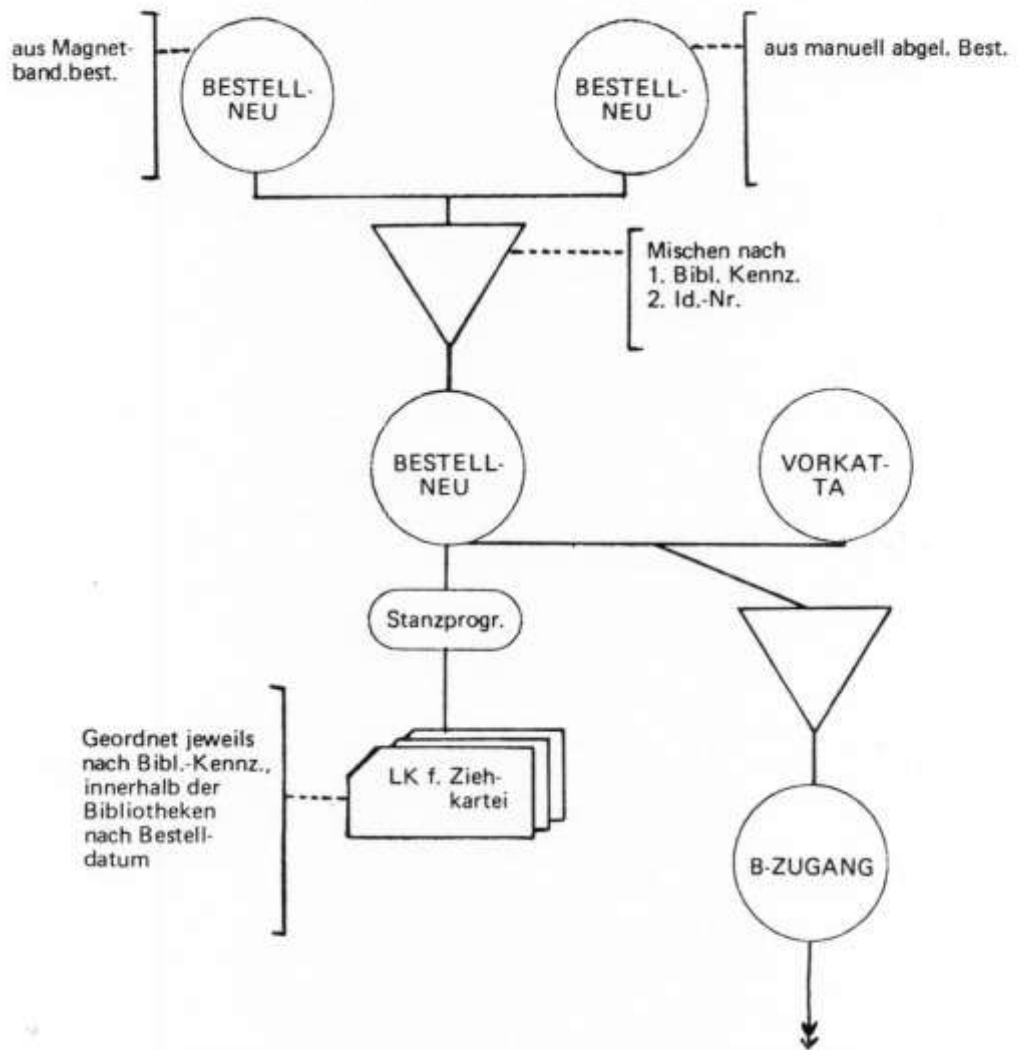 aus Magnet-
band.best.
BESTELL-
NEU
BESTELL-
NEU
aus manuell abgel. Best.
Mischen nach
1. Bibl. Kennz.
2. Id.-Nr.
BESTELL-
NEU
VORKAT-
TA
Stanzprogr.
Geordnet jeweils
nach Bibl.-Kennz.,
innerhalb der
Bibliotheken
nach Bestell-
datum
LK f. Zieh-
kartei
B-ZUGANG